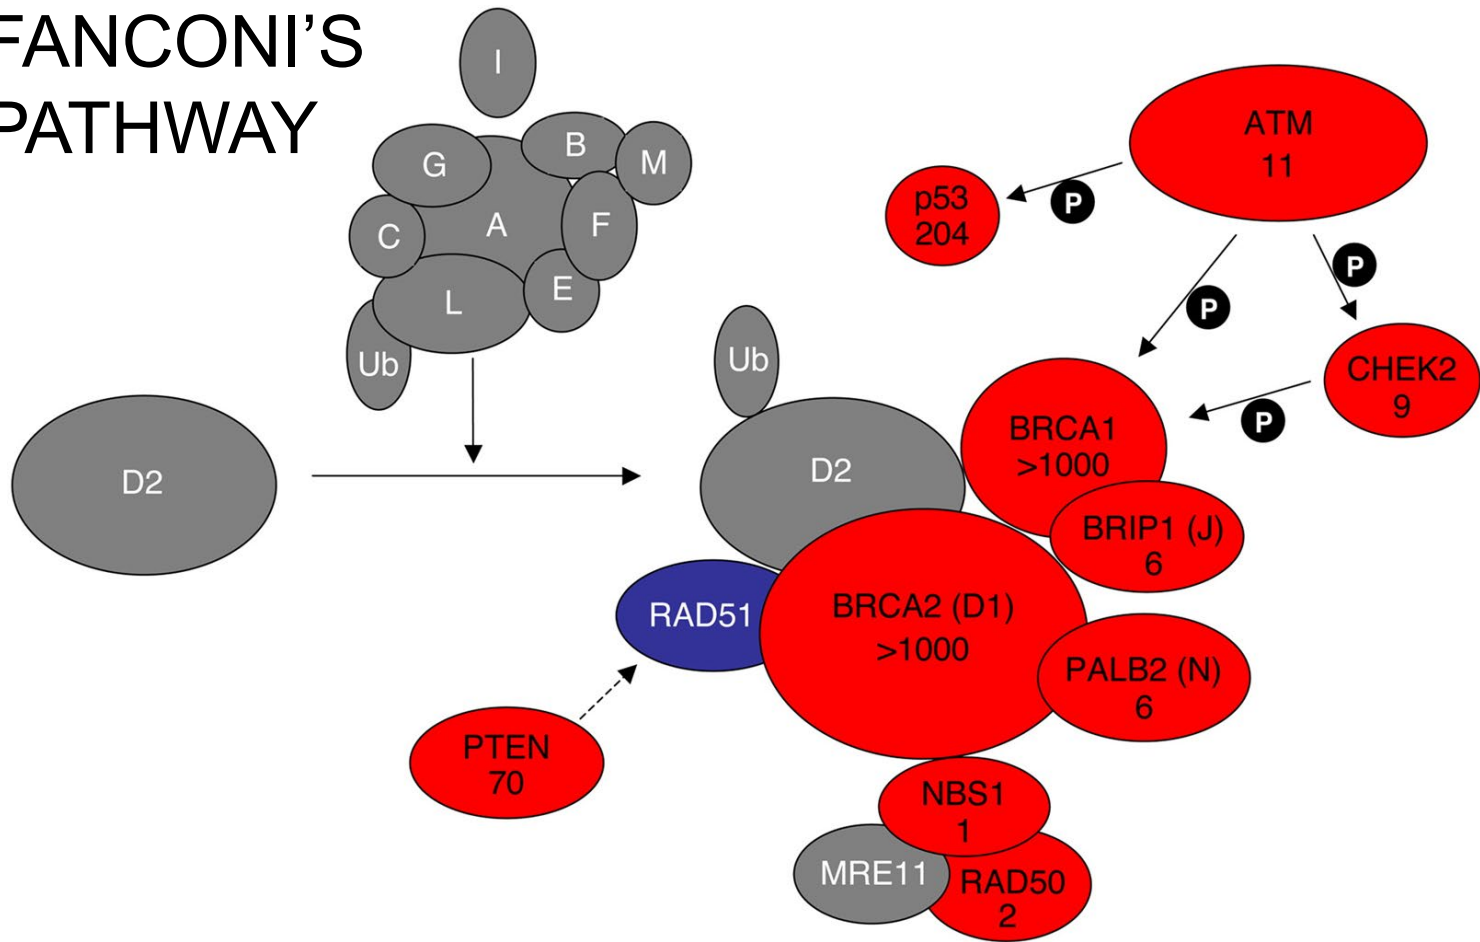 FANCONI'S
PATHWAY
I
G
B
M
C
A
F
L
E
Ub
ATM
11
p53
204
P
P
P
CHEK2
9
P
Ub
D2
D2
BRCA1
>1000
BRIP1 (J)
6
RAD51
BRCA2 (D1)
>1000
PALB2 (N)
6
PTEN
70
NBS1
1
MRE11
RAD50
2